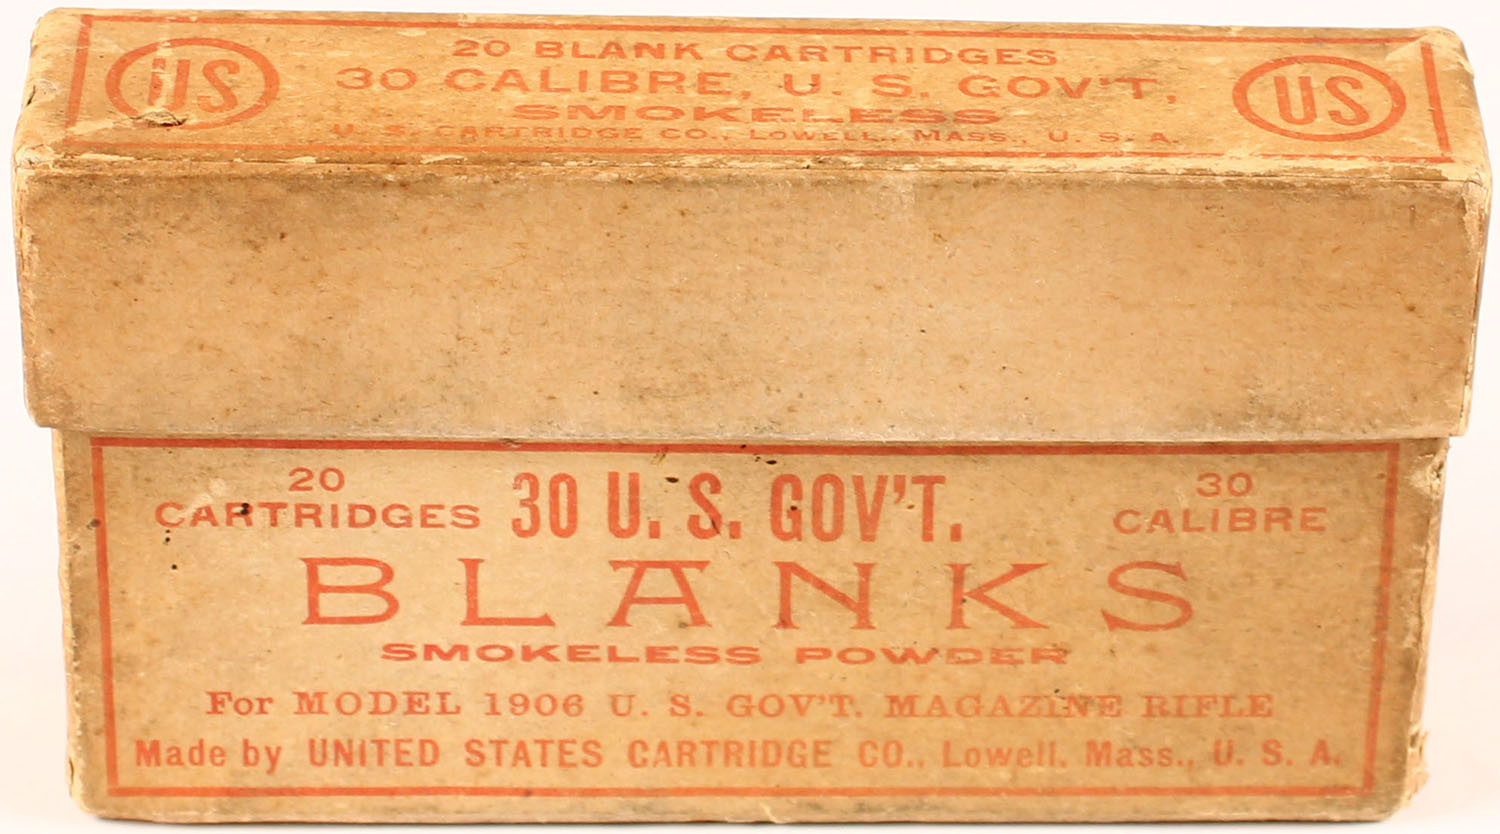 20 BLANK CARTRIDGES
US
30 CALIBRE, U. S. GOV'T,
US
SMOKELESS
U. S. CARTRIDGE CO., LOWELL, MASS., U. S. A.
20
CARTRIDGES
30 U. S. GOV'T.
30
CALIBRE
BLANKS
SMOKELESS POWDER
For MODEL 1906 U. S. GOV'T. MAGAZINE RIFLE
Made by UNITED STATES CARTRIDGE CO., Lowell, Mass., U. S. A.